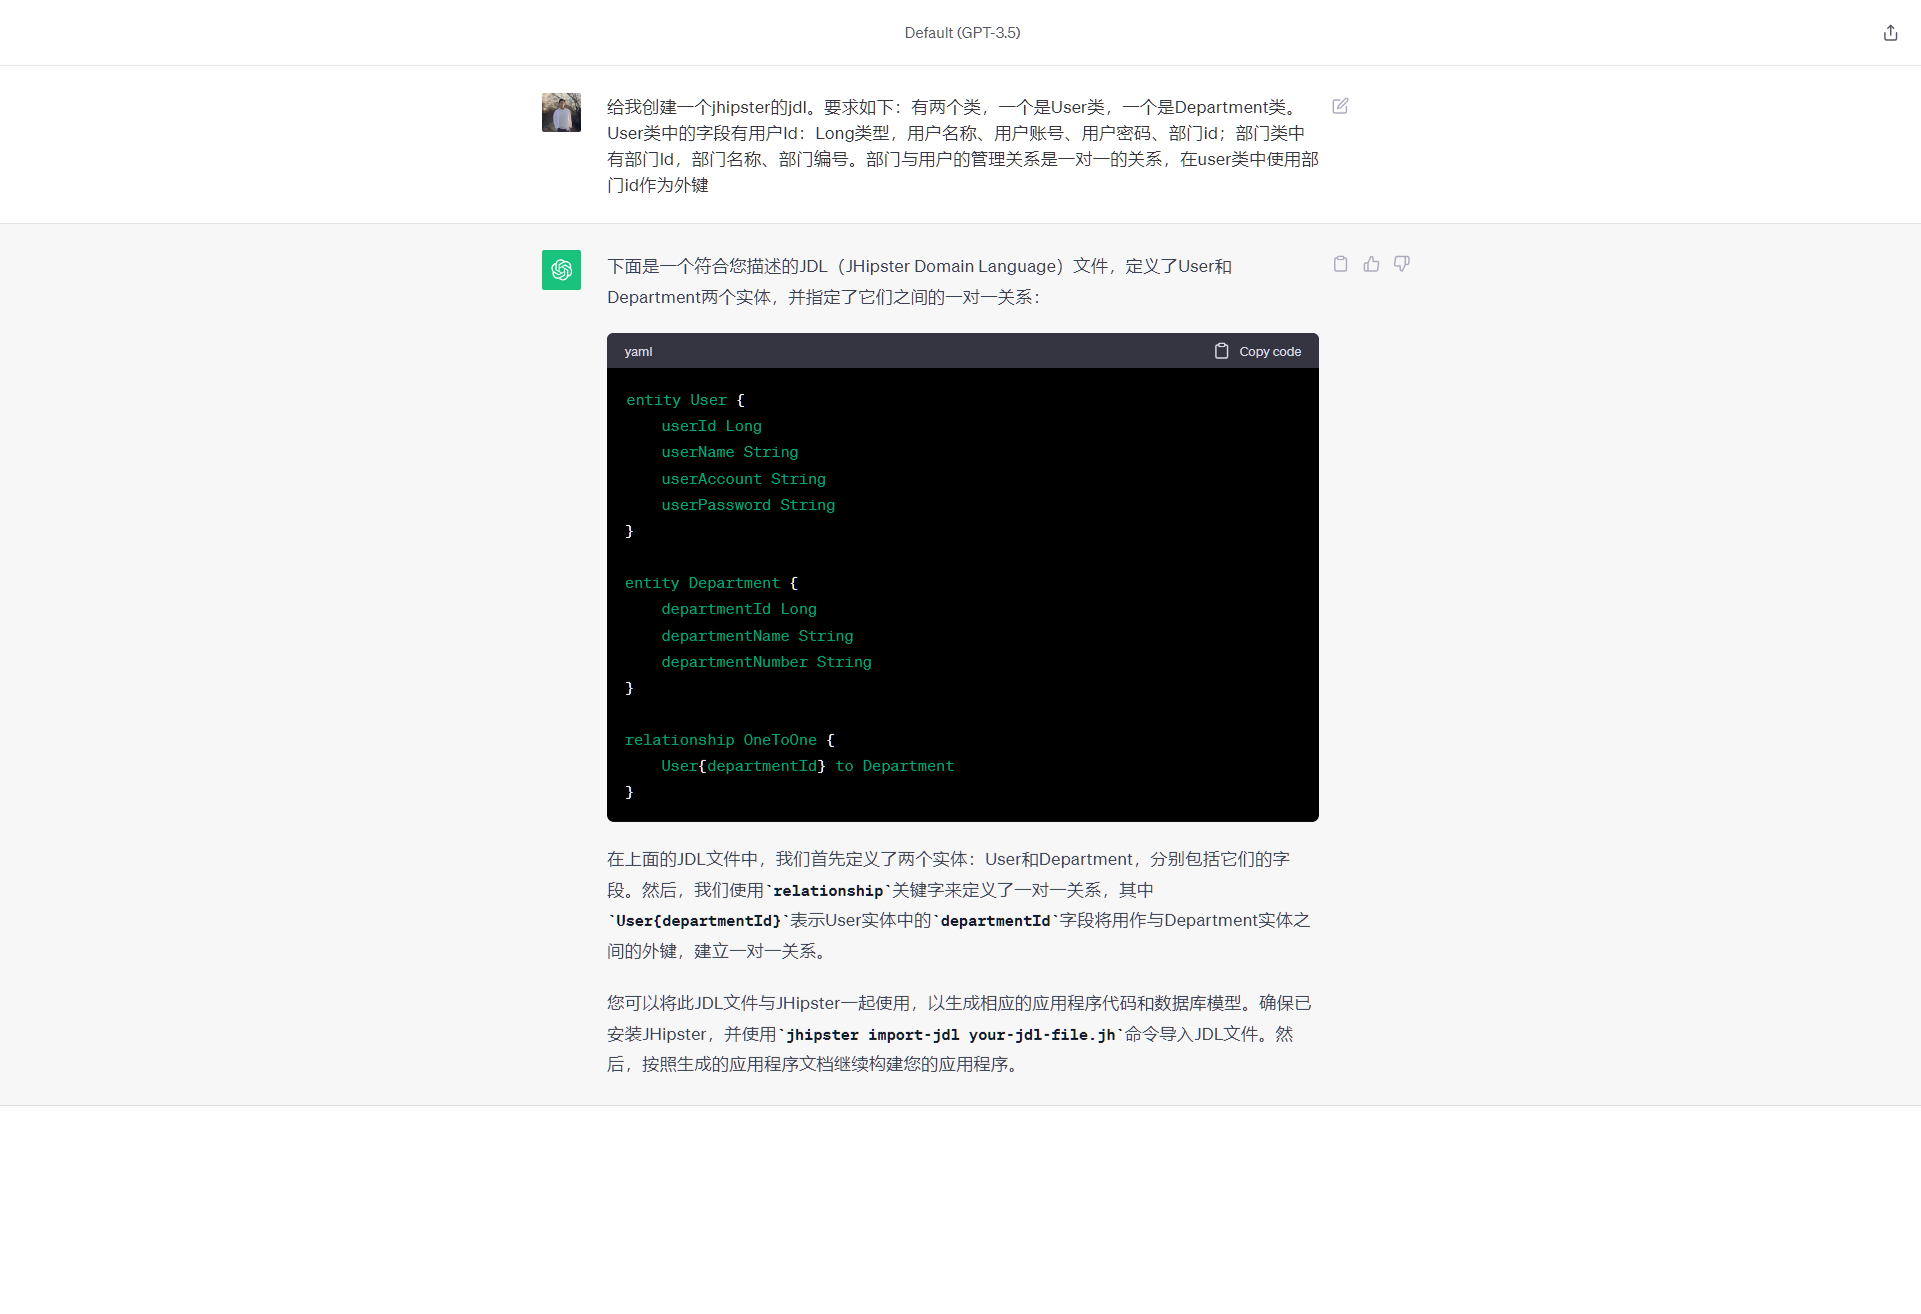 Default (GPT-3.5)
给我创建一个jhipster的jdl。要求如下：有两个类，一个是User类，一个是Department类。
User类中的字段有用户Id：Long类型，用户名称、用户账号、用户密码、部门id；部门类中
有部门Id，部门名称、部门编号。部门与用户的管理关系是一对一的关系，在user类中使用部
门id作为外键
下面是一个符合您描述的JDL（JHipster Domain Language）文件，定义了User和
Department两个实体，并指定了它们之间的一对一关系：
yaml
Copy code
entity User {
    userId Long
    userName String
    userAccount String
    userPassword String
}
entity Department {
    departmentId Long
    departmentName String
    departmentNumber String
}
relationship OneToOne {
    User{departmentId} to Department
}
在上面的JDL文件中，我们首先定义了两个实体：User和Department，分别包括它们的字
段。然后，我们使用`relationship`关键字来定义了一对一关系，其中
`User{departmentId}`表示User实体中的`departmentId`字段将用作与Department实体之
间的外键，建立一对一关系。
您可以将此JDL文件与JHipster一起使用，以生成相应的应用程序代码和数据库模型。确保已
安装JHipster，并使用`jhipster import-jdl your-jdl-file.jh`命令导入JDL文件。然
后，按照生成的应用程序文档继续构建您的应用程序。